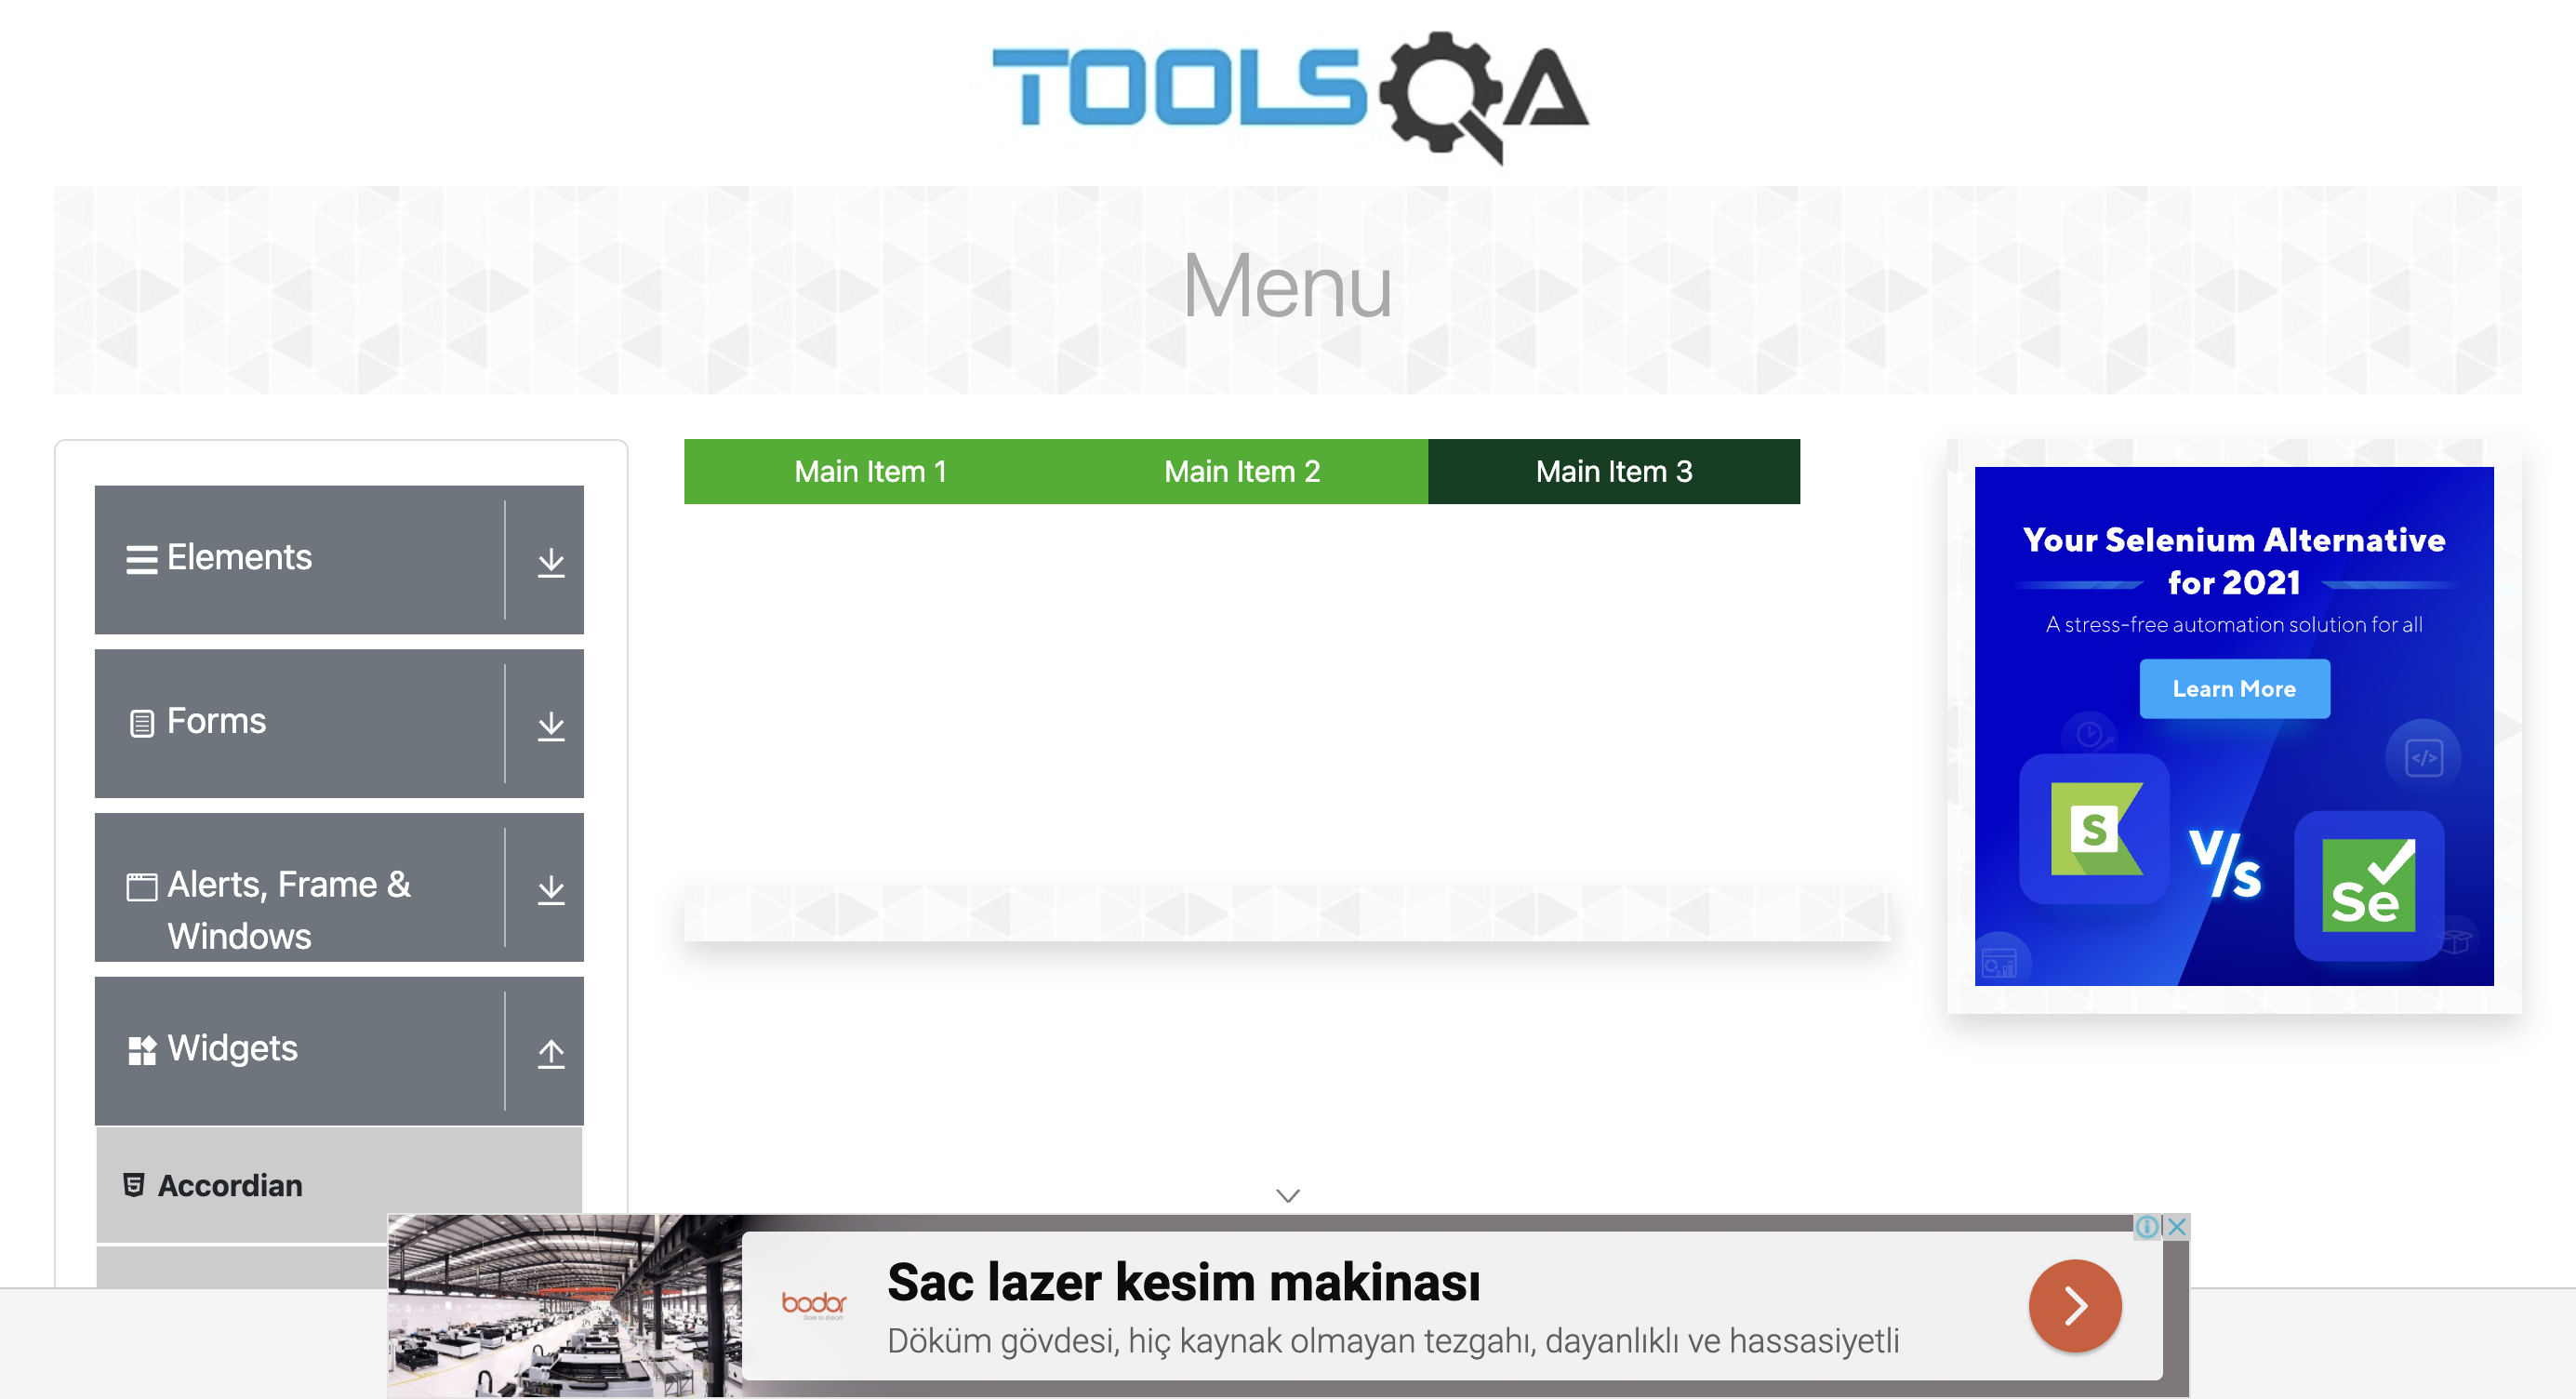 TOOLSQA
Menu
Elements
Forms
Alerts, Frame &
Windows
Widgets
Accordian
Main Item 1
Main Item 2
Main Item 3
Your Selenium Alternative
for 2021
A stress-free automation solution for all
Learn More
S
V/s
Se
bodor
Sac lazer kesim makinası
Döküm gövdesi, hiç kaynak olmayan tezgahı, dayanlıklı ve hassasiyetli